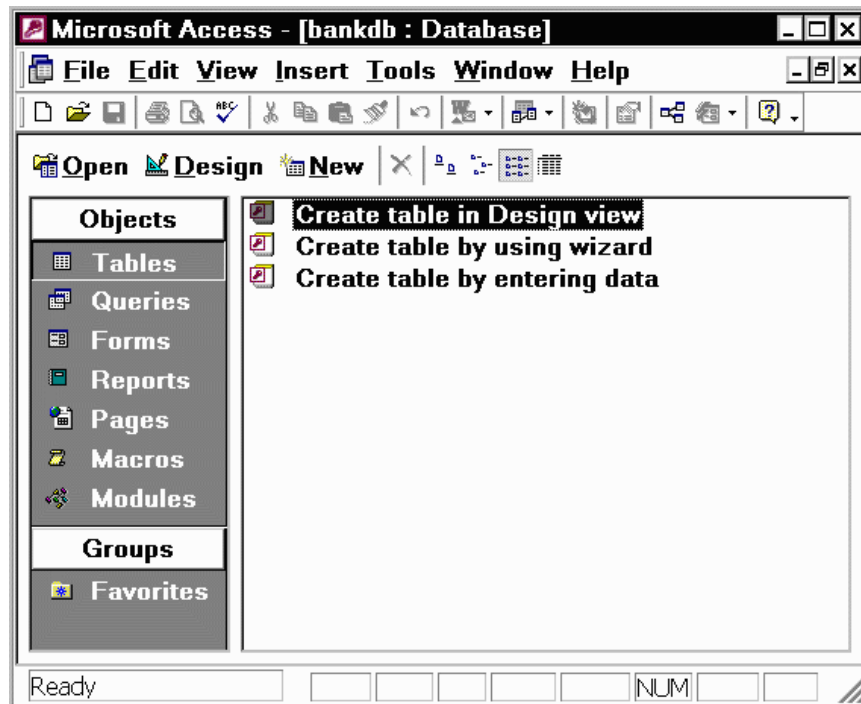 Microsoft Access - [bankdb : Database]
File Edit View Insert Tools Window Help
ABC
Open Design New
Objects
Tables
Queries
Forms
Reports
Pages
Macros
Modules
Groups
Favorites
Create table in Design view
Create table by using wizard
Create table by entering data
Ready
NUM